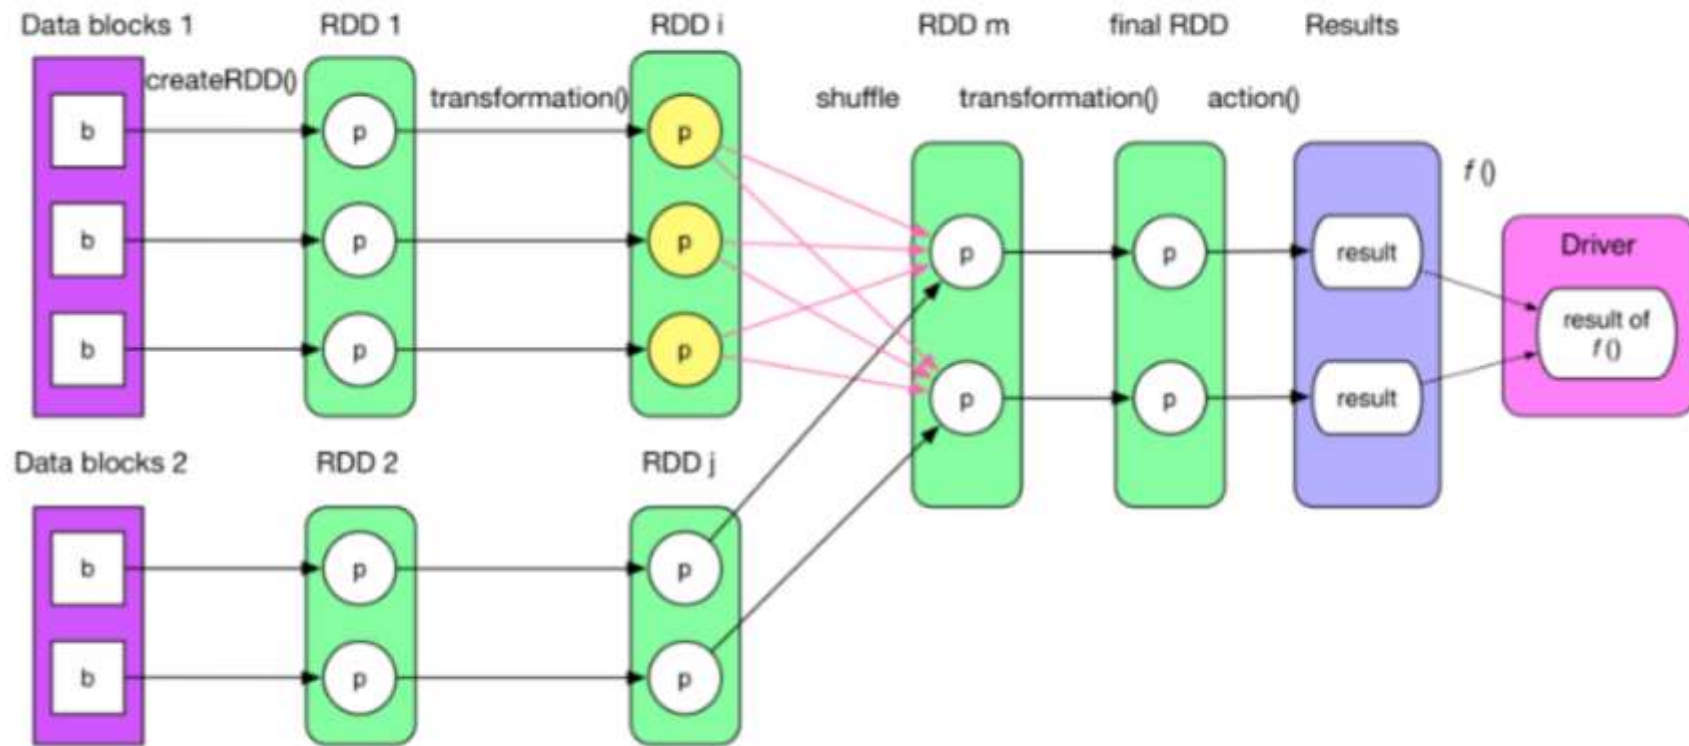 Data blocks 1
RDD 1
RDD i
RDD m
final RDD
Results
createRDD()
transformation()
shuffle
transformation()
action()
b
p
p
f ()
b
p
p
p
p
result
Driver
result of
f ()
b
p
p
p
p
result
Data blocks 2
RDD 2
RDD j
b
p
p
b
p
p